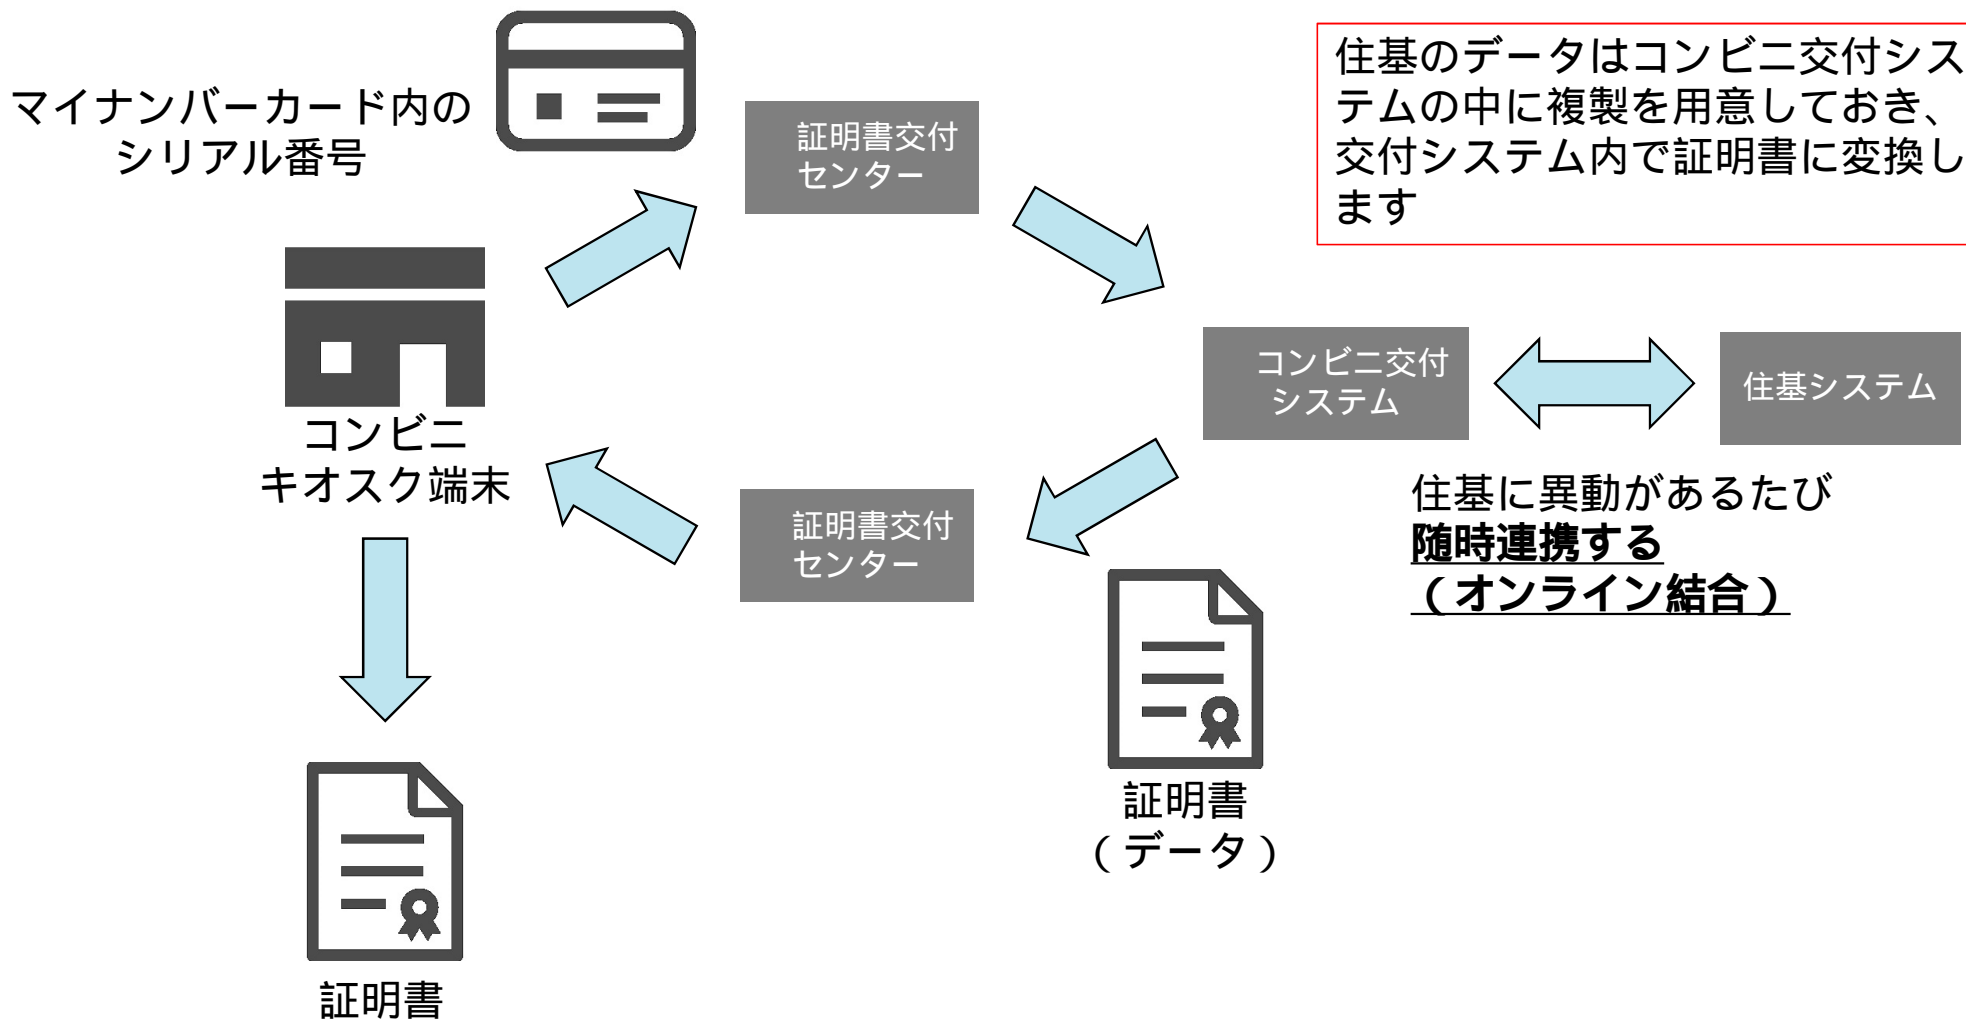 マイナンバーカード内の
シリアル番号
証明書交付
センター
住基のデータはコンビニ交付シス
テムの中に複製を用意しておき、
交付システム内で証明書に変換し
ます
コンビニ交付
システム
住基システム
コンビニ
キオスク端末
証明書交付
センター
住基に異動があるたび
随時連携する
（オンライン結合）
証明書
（データ）
証明書